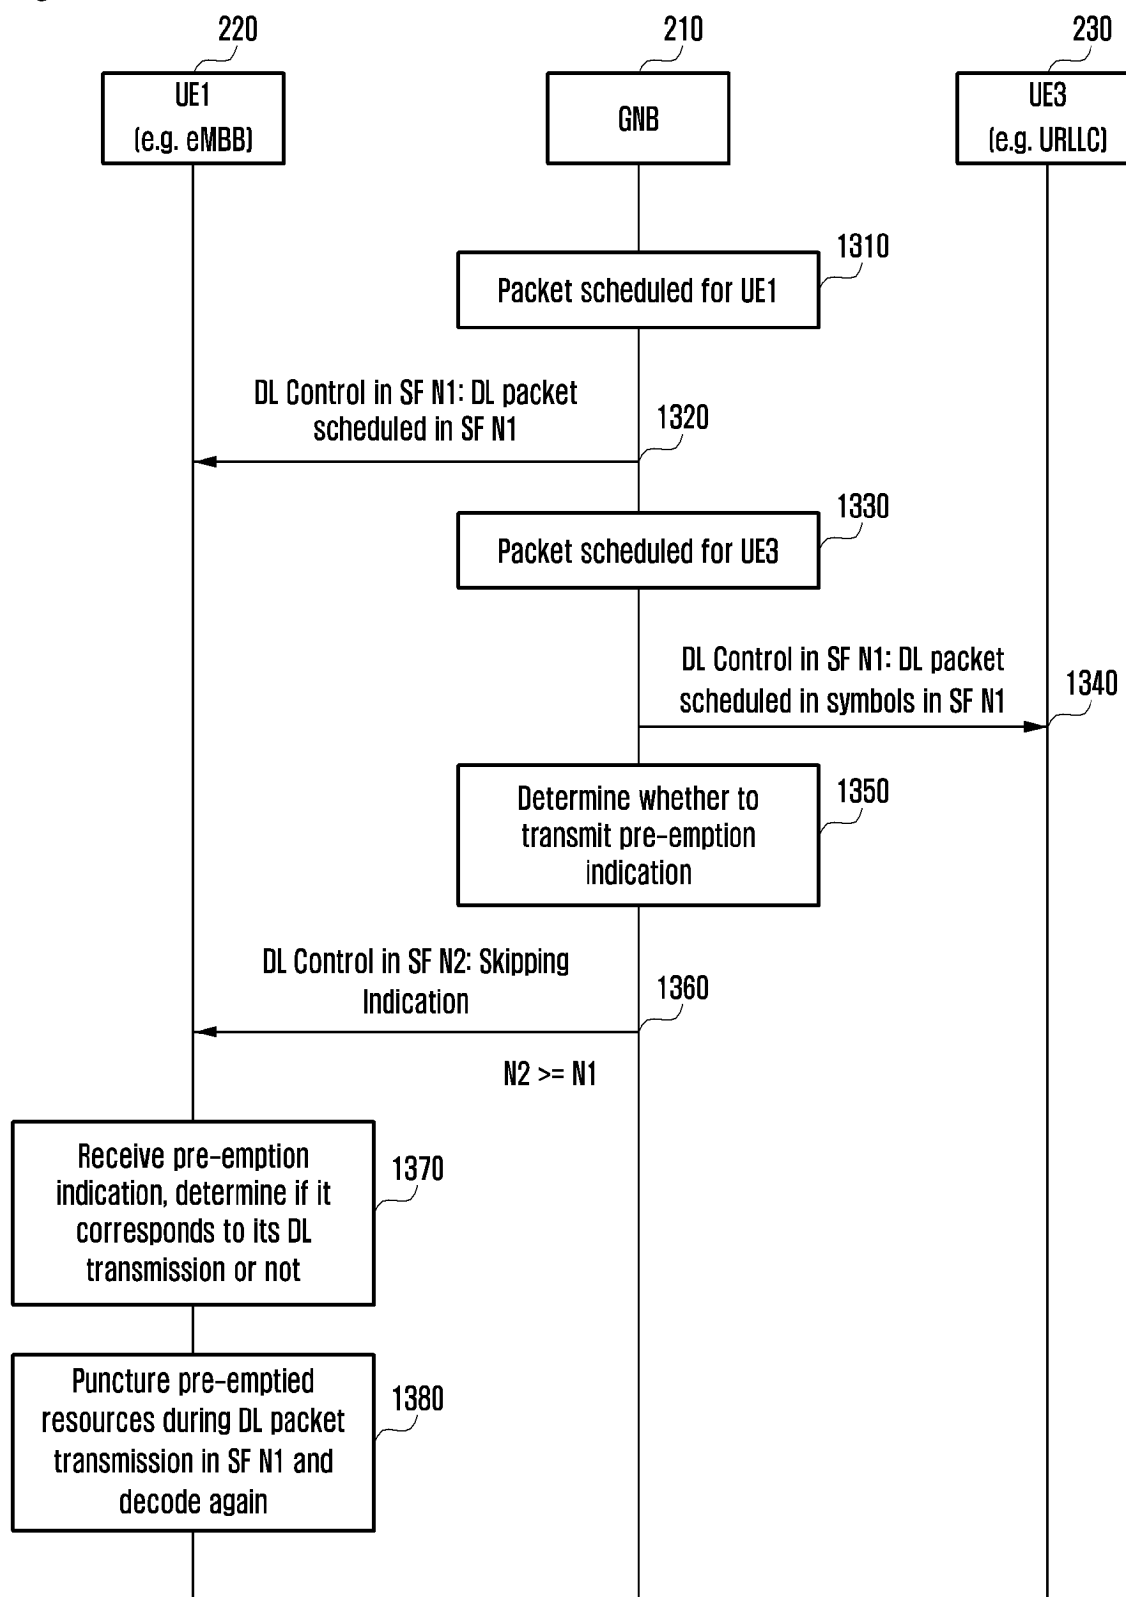 220
210
230
UE1
(e.g. eMBB)
GNB
UE3
(e.g. URLLC)
1310
Packet scheduled for UE1
DL Control in SF N1: DL packet
scheduled in SF N1
1320
1330
Packet scheduled for UE3
DL Control in SF N1: DL packet
scheduled in symbols in SF N1
1340
Determine whether to
transmit pre-emption
indication
1350
DL Control in SF N2: Skipping
Indication
1360
N2 >= N1
Receive pre-emption
indication, determine if it
corresponds to its DL
transmission or not
1370
Puncture pre-emptied
resources during DL packet
transmission in SF N1 and
decode again
1380